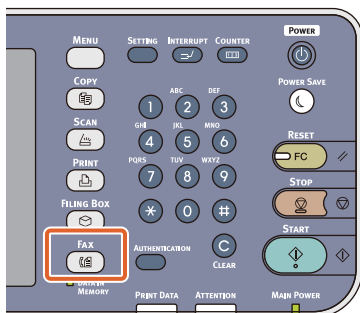 POWER
MENU
SETTING INTERRUPT COUNTER
COPY
POWER SAVE
ABC DEF
1 2 3
SCAN
GHI JKL MNO
4 5 6
RESET
FC
PRINT
PQRS TUV WXYZ
7 8 9
STOP
FILING BOX
* 0 #
START
FAX
AUTHENTICATION
C
CLEAR
DATA IN
MEMORY
PRINT DATA ATTENTION MAIN POWER